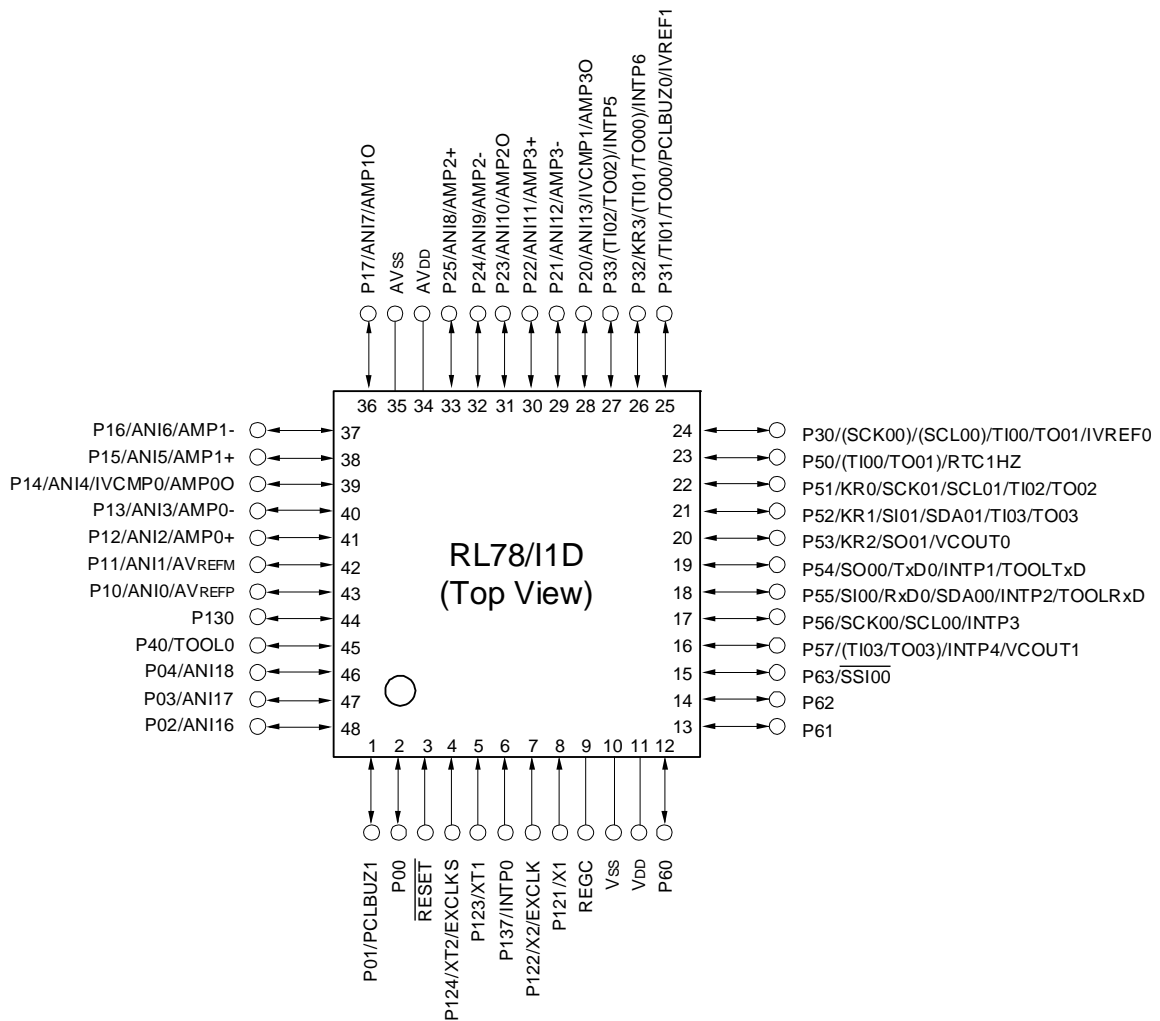 P17/ANI7/AMP1O
AVSS
AVDD
P25/ANI8/AMP2+
P24/ANI9/AMP2-
P23/ANI10/AMP2O
P22/ANI11/AMP3+
P21/ANI12/AMP3-
P20/ANI13/IVCMP1/AMP3O
P33/(TI02/TO02)/INTP5
P32/KR3/(TI01/TO00)/INTP6
P31/TI01/TO00/PCLBUZ0/IVREF1
36 35 34 33 32 31 30 29 28 27 26 25
P16/ANI6/AMP1- 37
P15/ANI5/AMP1+ 38
P14/ANI4/IVCMP0/AMP0O 39
P13/ANI3/AMP0- 40
P12/ANI2/AMP0+ 41
P11/ANI1/AVREFM 42
P10/ANI0/AVREFP 43
P130 44
P40/TOOL0 45
P04/ANI18 46
P03/ANI17 47
P02/ANI16 48
RL78/I1D
(Top View)
24 P30/(SCK00)/(SCL00)/TI00/TO01/IVREF0
23 P50/(TI00/TO01)/RTC1HZ
22 P51/KR0/SCK01/SCL01/TI02/TO02
21 P52/KR1/SI01/SDA01/TI03/TO03
20 P53/KR2/SO01/VCOUT0
19 P54/SO00/TxD0/INTP1/TOOLTxD
18 P55/SI00/RxD0/SDA00/INTP2/TOOLRxD
17 P56/SCK00/SCL00/INTP3
16 P57/(TI03/TO03)/INTP4/VCOUT1
15 P63/SSI00
14 P62
13 P61
1 2 3 4 5 6 7 8 9 10 11 12
P01/PCLBUZ1
P00
RESET
P124/XT2/EXCLKS
P123/XT1
P137/INTP0
P122/X2/EXCLK
P121/X1
REGC
VSS
VDD
P60